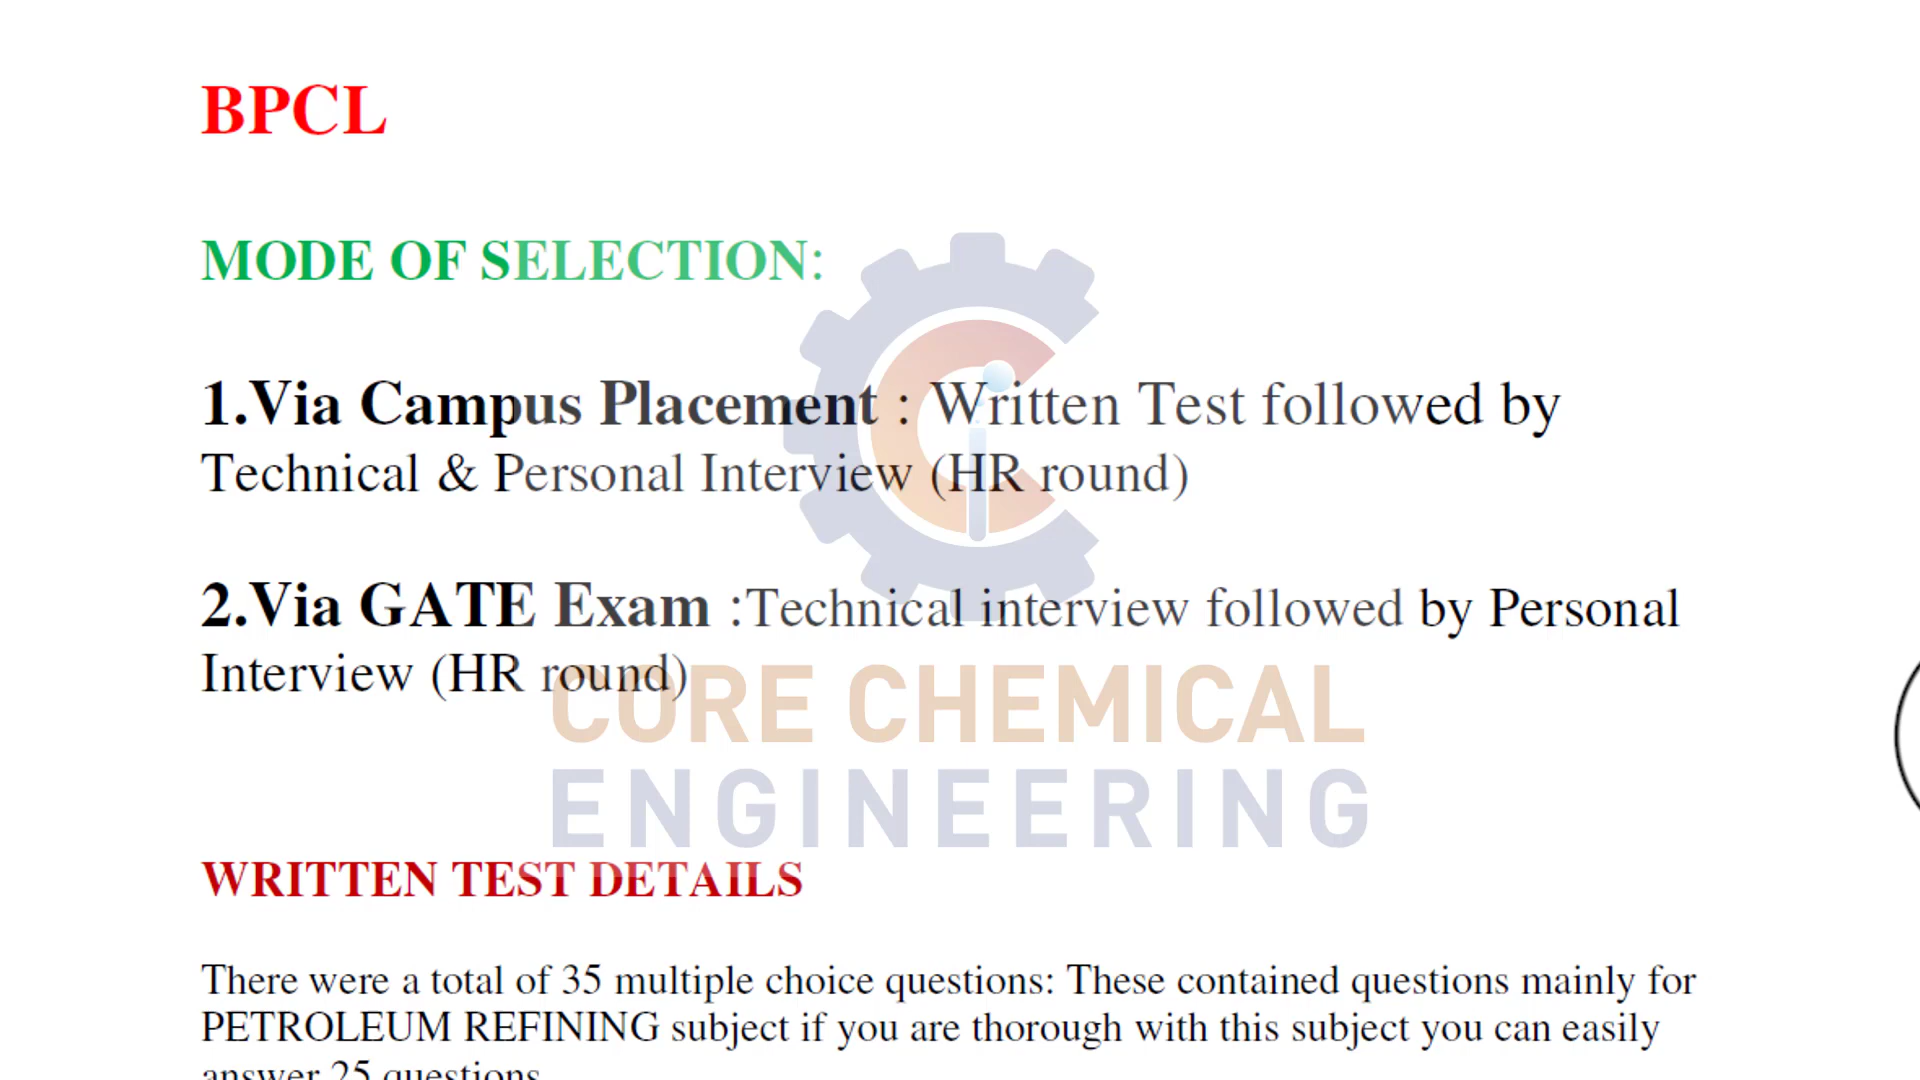 BPCL
MODE OF SELECTION:
1.Via Campus Placement : Written Test followed by
Technical & Personal Interview (HR round)
2.Via GATE Exam :Technical interview followed by Personal
Interview (HR round)
CORE CHEMICAL
ENGINEERING
WRITTEN TEST DETAILS
There were a total of 35 multiple choice questions: These contained questions mainly for
PETROLEUM REFINING subject if you are thorough with this subject you can easily
answer 25 questions